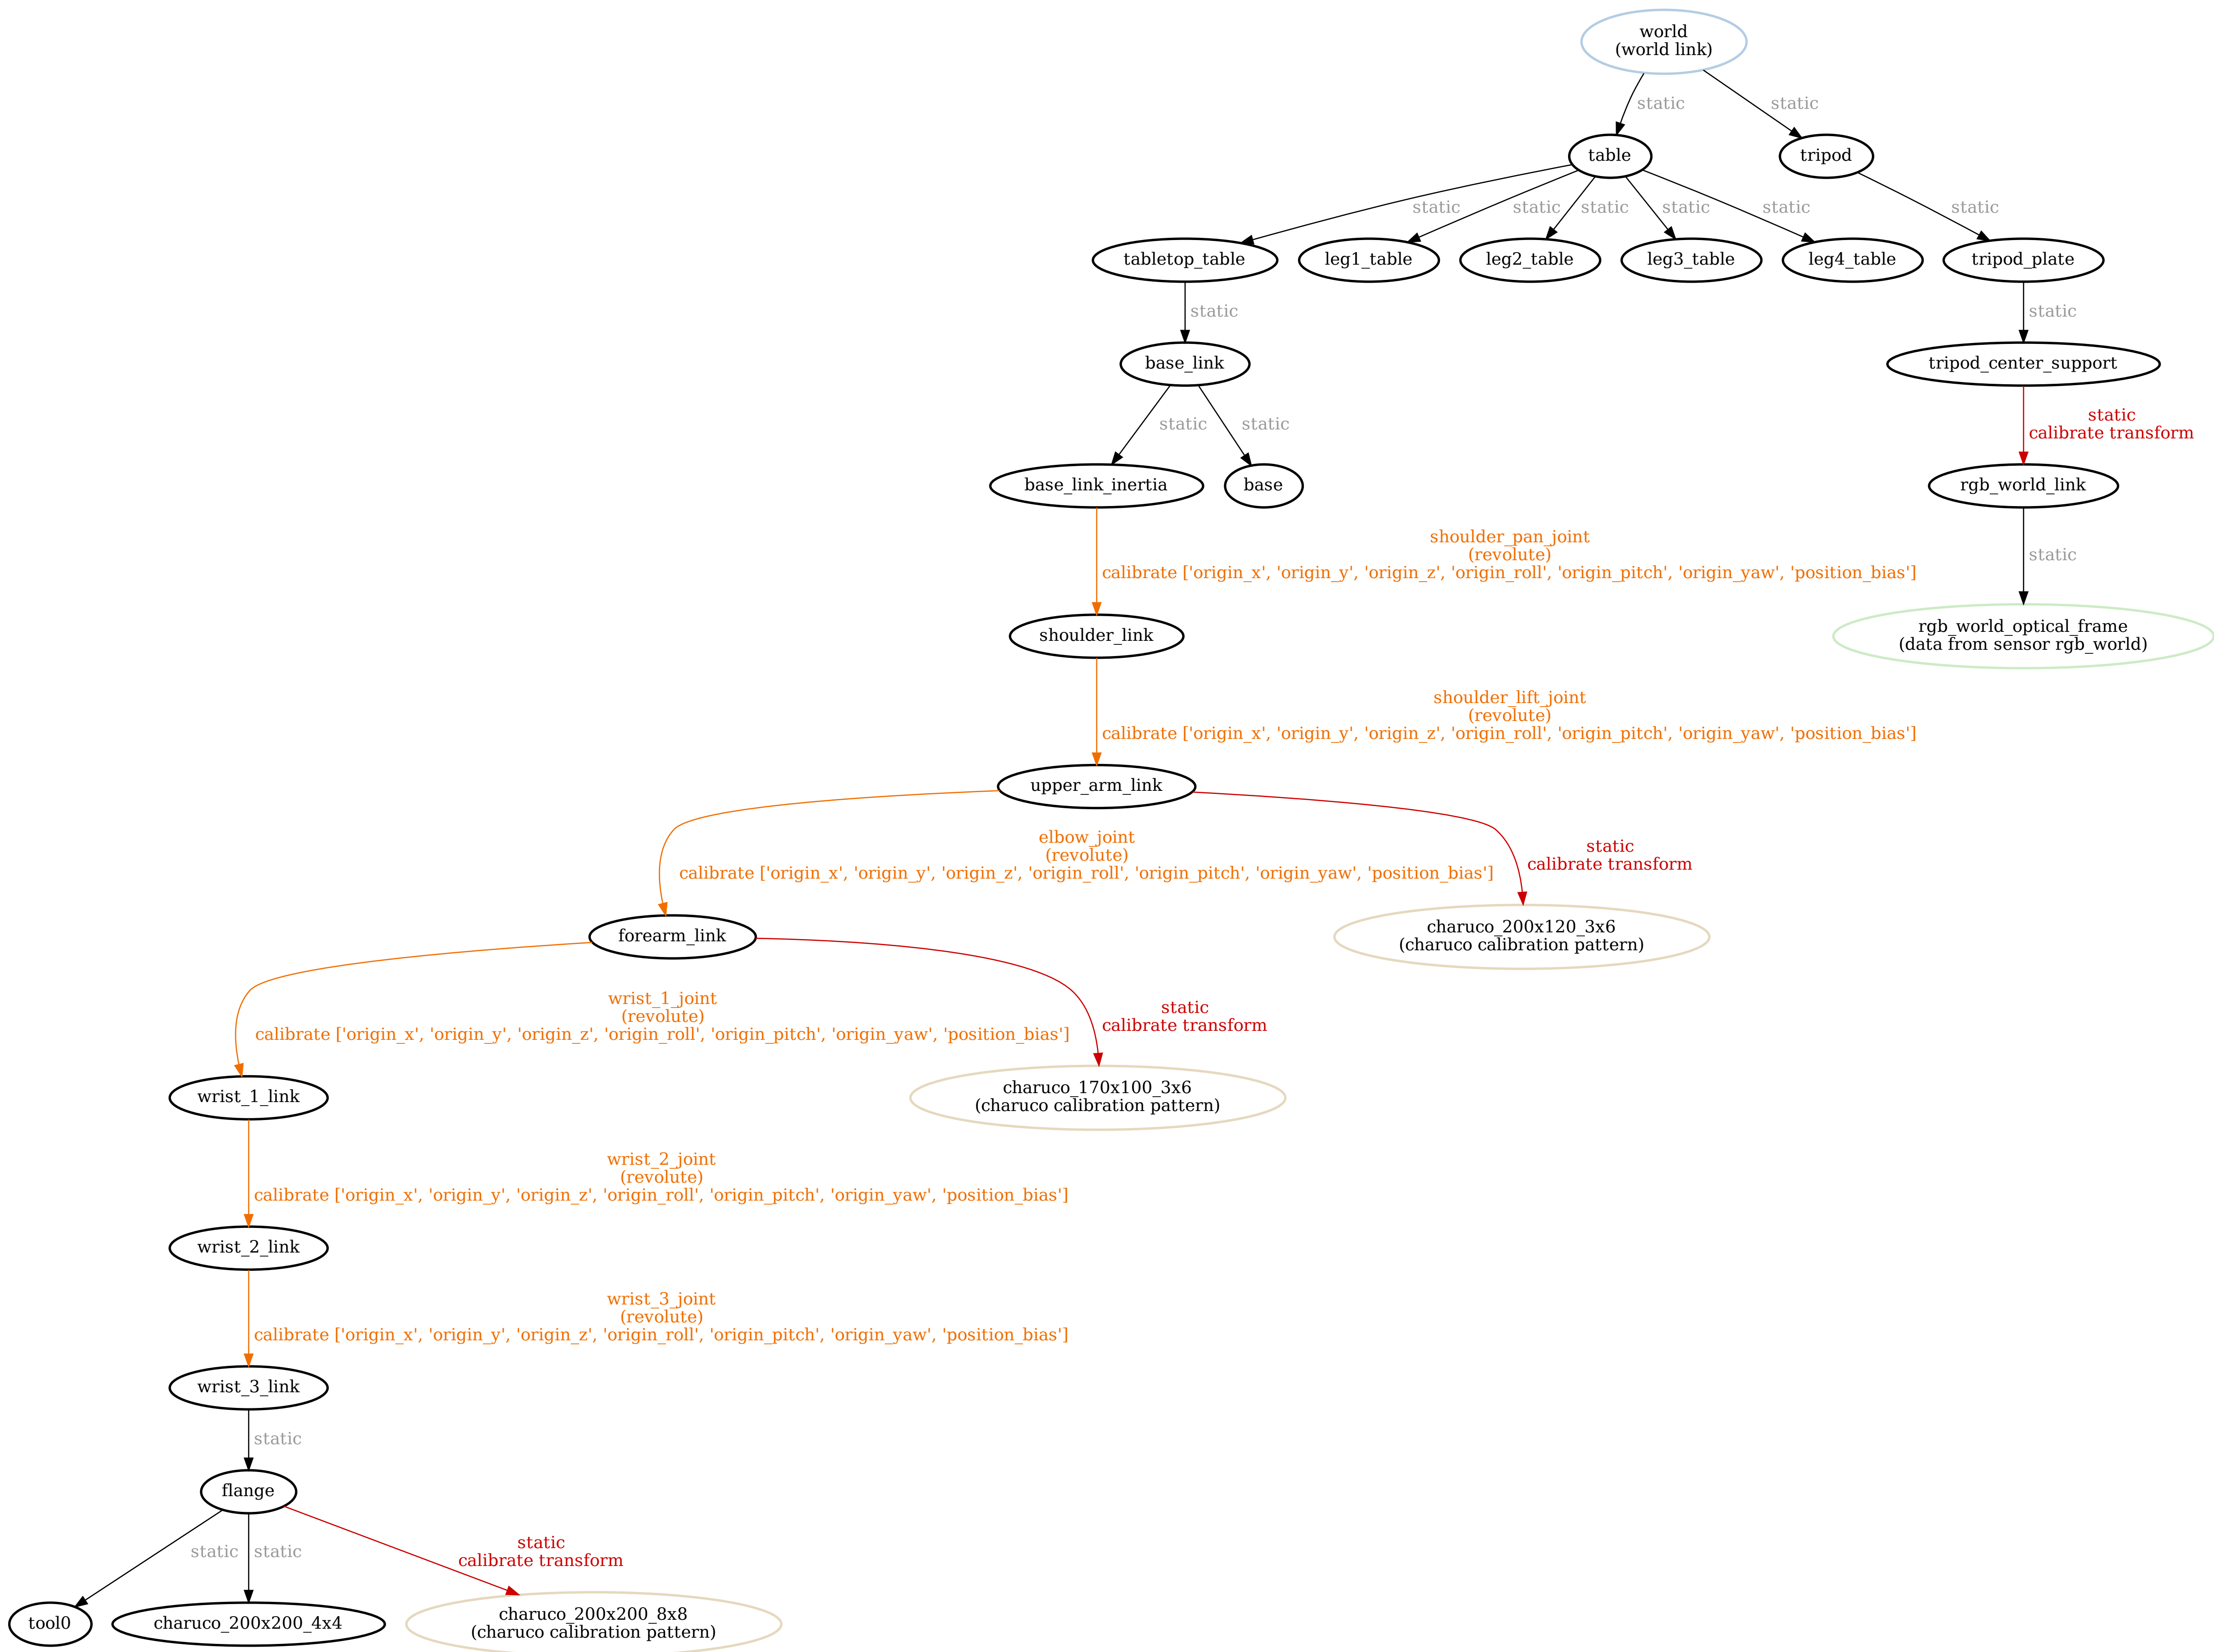 world
(world link)
static
static
table
tripod
static
static
static
static
static
static
tabletop_table
leg1_table
leg2_table
leg3_table
leg4_table
tripod_plate
static
static
base_link
tripod_center_support
static
static
static
calibrate transform
base_link_inertia
base
rgb_world_link
shoulder_pan_joint
(revolute)
calibrate ['origin_x', 'origin_y', 'origin_z', 'origin_roll', 'origin_pitch', 'origin_yaw', 'position_bias']
static
shoulder_link
rgb_world_optical_frame
(data from sensor rgb_world)
shoulder_lift_joint
(revolute)
calibrate ['origin_x', 'origin_y', 'origin_z', 'origin_roll', 'origin_pitch', 'origin_yaw', 'position_bias']
upper_arm_link
elbow_joint
(revolute)
calibrate ['origin_x', 'origin_y', 'origin_z', 'origin_roll', 'origin_pitch', 'origin_yaw', 'position_bias']
static
calibrate transform
forearm_link
charuco_200x120_3x6
(charuco calibration pattern)
wrist_1_joint
(revolute)
calibrate ['origin_x', 'origin_y', 'origin_z', 'origin_roll', 'origin_pitch', 'origin_yaw', 'position_bias']
static
calibrate transform
wrist_1_link
charuco_170x100_3x6
(charuco calibration pattern)
wrist_2_joint
(revolute)
calibrate ['origin_x', 'origin_y', 'origin_z', 'origin_roll', 'origin_pitch', 'origin_yaw', 'position_bias']
wrist_2_link
wrist_3_joint
(revolute)
calibrate ['origin_x', 'origin_y', 'origin_z', 'origin_roll', 'origin_pitch', 'origin_yaw', 'position_bias']
wrist_3_link
static
flange
static
static
static
calibrate transform
tool0
charuco_200x200_4x4
charuco_200x200_8x8
(charuco calibration pattern)